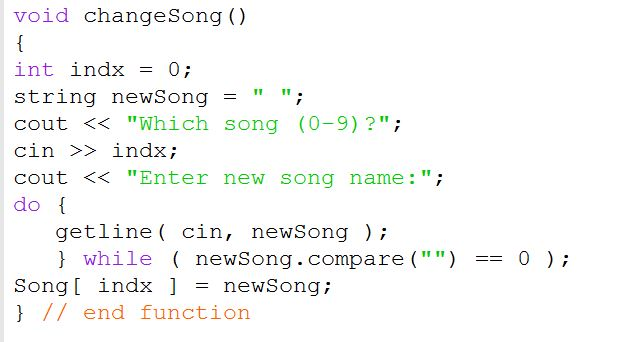 void changeSong()
{
int indx = 0;
string newSong = " ";
cout << "Which song (0-9)?";
cin >> indx;
cout << "Enter new song name:";
do {
getline( cin, newSong );
} while ( newSong.compare("") == 0 );
Song[ indx ] = newSong;
} // end function